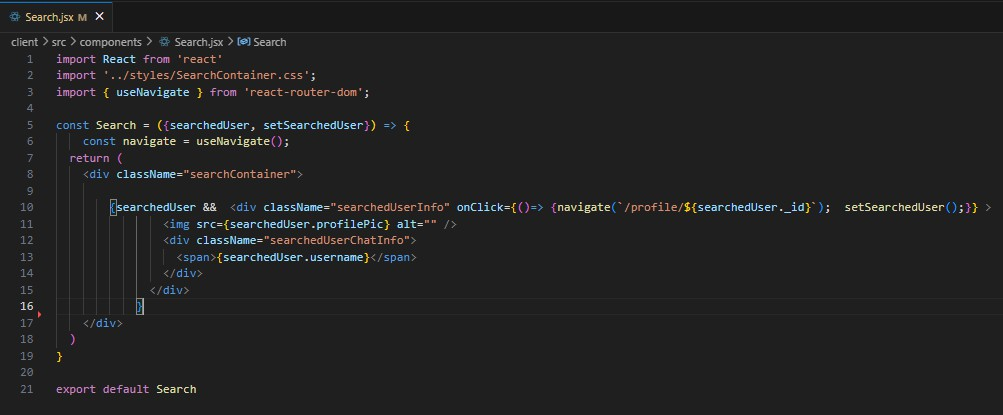 Search.jsx M ×
client > src > components > Search.jsx > Search
1 import React from 'react'
2 import '../styles/SearchContainer.css';
3 import { useNavigate } from 'react-router-dom';
4
5 const Search = ({searchedUser, setSearchedUser}) => {
6     const navigate = useNavigate();
7   return (
8     <div className="searchContainer">
9
10         {searchedUser &&  <div className="searchedUserInfo" onClick={()=> {navigate(`/profile/${searchedUser._id}`);  setSearchedUser();}} >
11                 <img src={searchedUser.profilePic} alt="" />
12                 <div className="searchedUserChatInfo">
13                   <span>{searchedUser.username}</span>
14                 </div>
15               </div>
16             }
17     </div>
18   )
19 }
20
21 export default Search